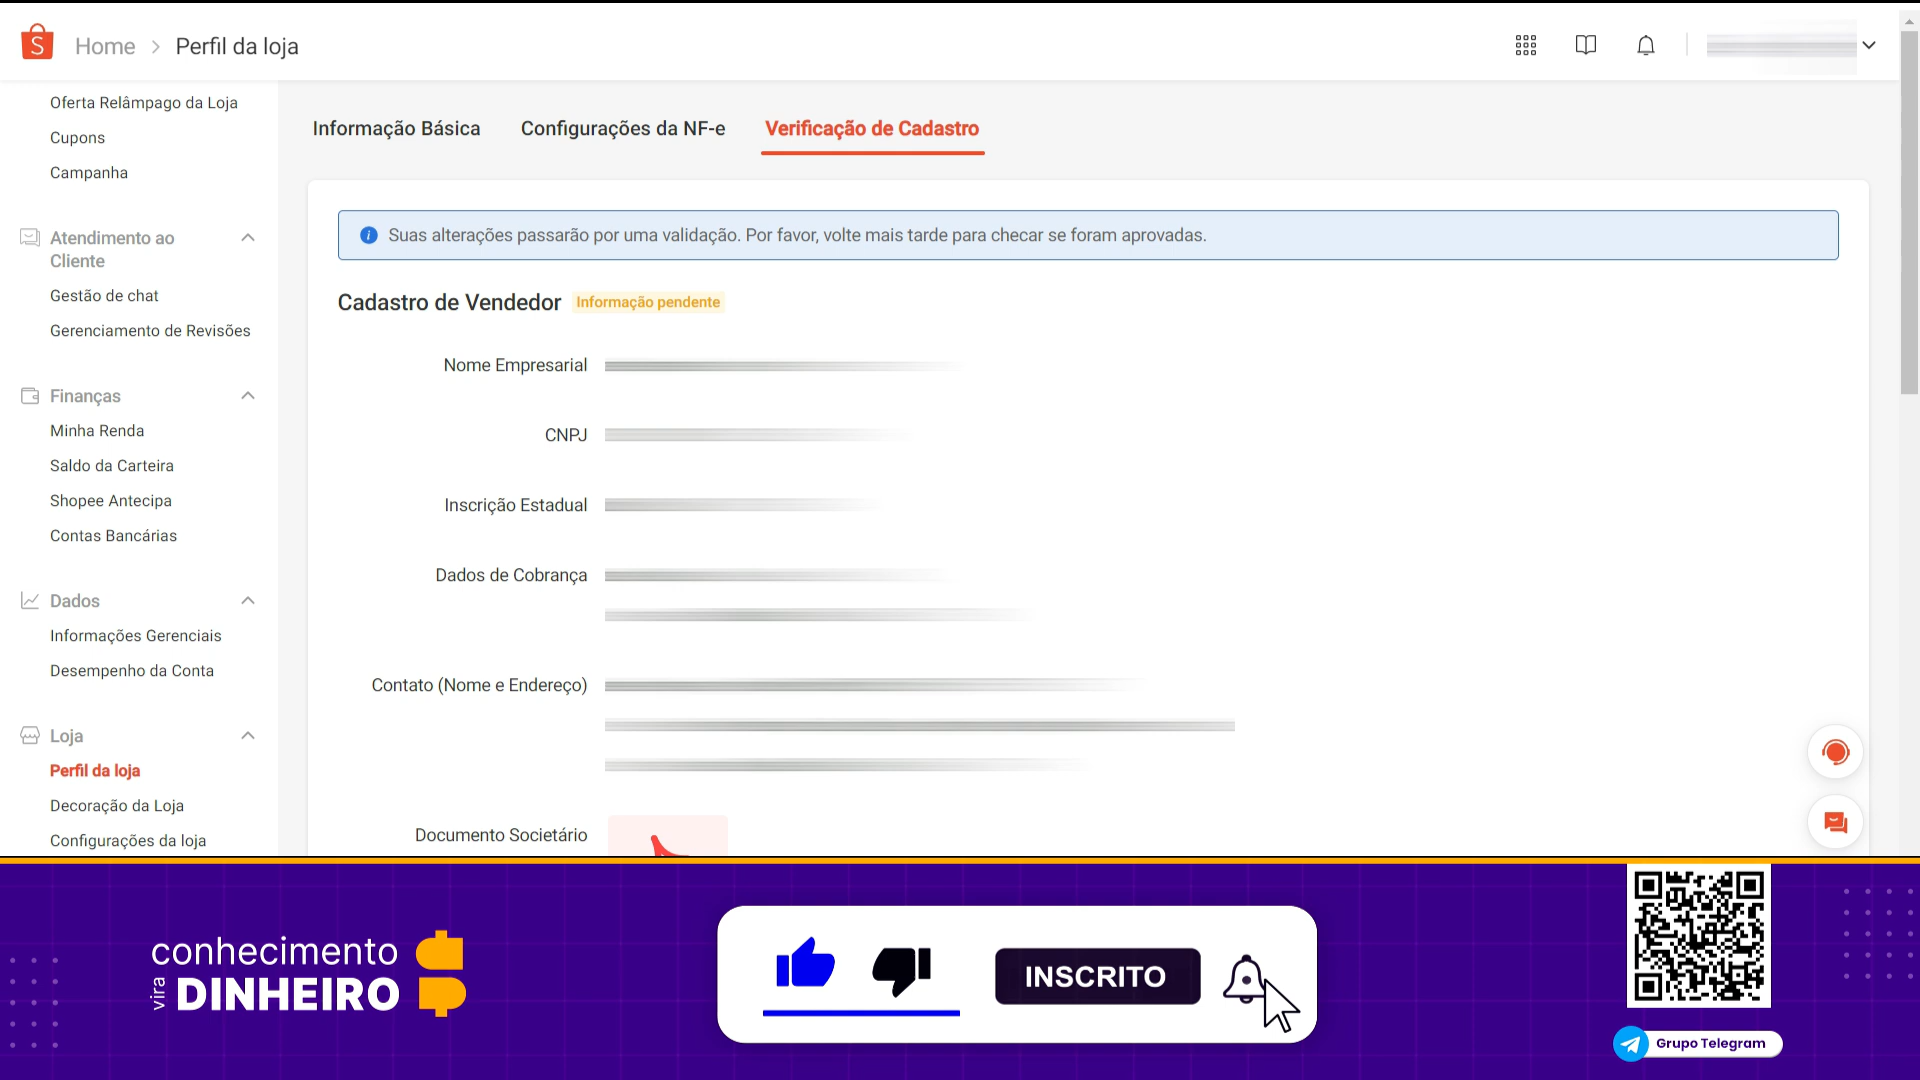 S
Home > Perfil da loja
Oferta Relâmpago da Loja
Cupons
Campanha
Atendimento ao
Cliente
Gestão de chat
Gerenciamento de Revisões
Finanças
Minha Renda
Saldo da Carteira
Shopee Antecipa
Contas Bancárias
Dados
Informações Gerenciais
Desempenho da Conta
Loja
Perfil da loja
Decoração da Loja
Configurações da loja
Informação Básica
Configurações da NF-e
Verificação de Cadastro
Suas alterações passarão por uma validação. Por favor, volte mais tarde para checar se foram aprovadas.
Cadastro de Vendedor
Informação pendente
Nome Empresarial
CNPJ
Inscrição Estadual
Dados de Cobrança
Contato (Nome e Endereço)
Documento Societário
conhecimento
vira DINHEIRO
INSCRITO
Grupo Telegram